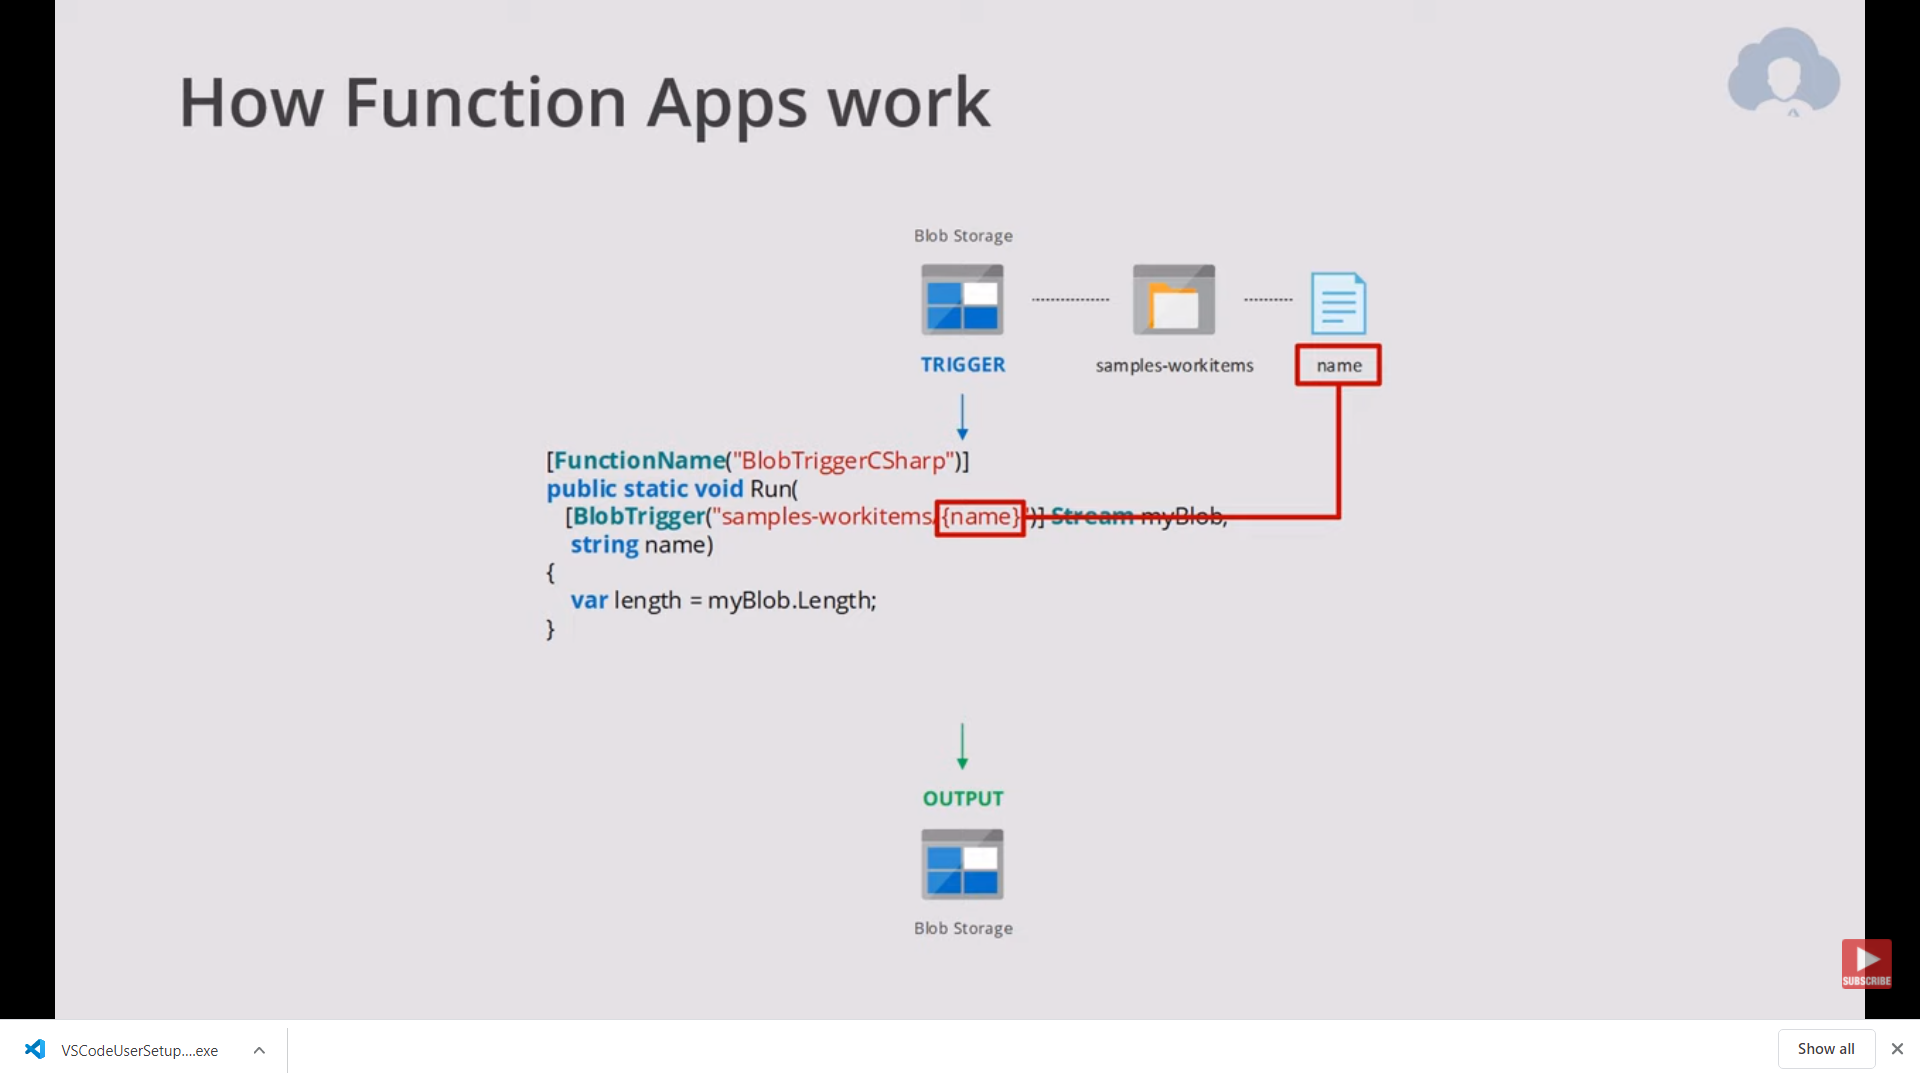 How Function Apps work
Blob Storage
TRIGGER
samples-workitems
name
[FunctionName("BlobTriggerCSharp")]
public static void Run(
[BlobTrigger("samples-workitems/{name}")] Stream myBlob,
string name)
{
var length = myBlob.Length;
}
OUTPUT
Blob Storage
SUBSCRIBE
VSCodeUserSetup....exe
Show all